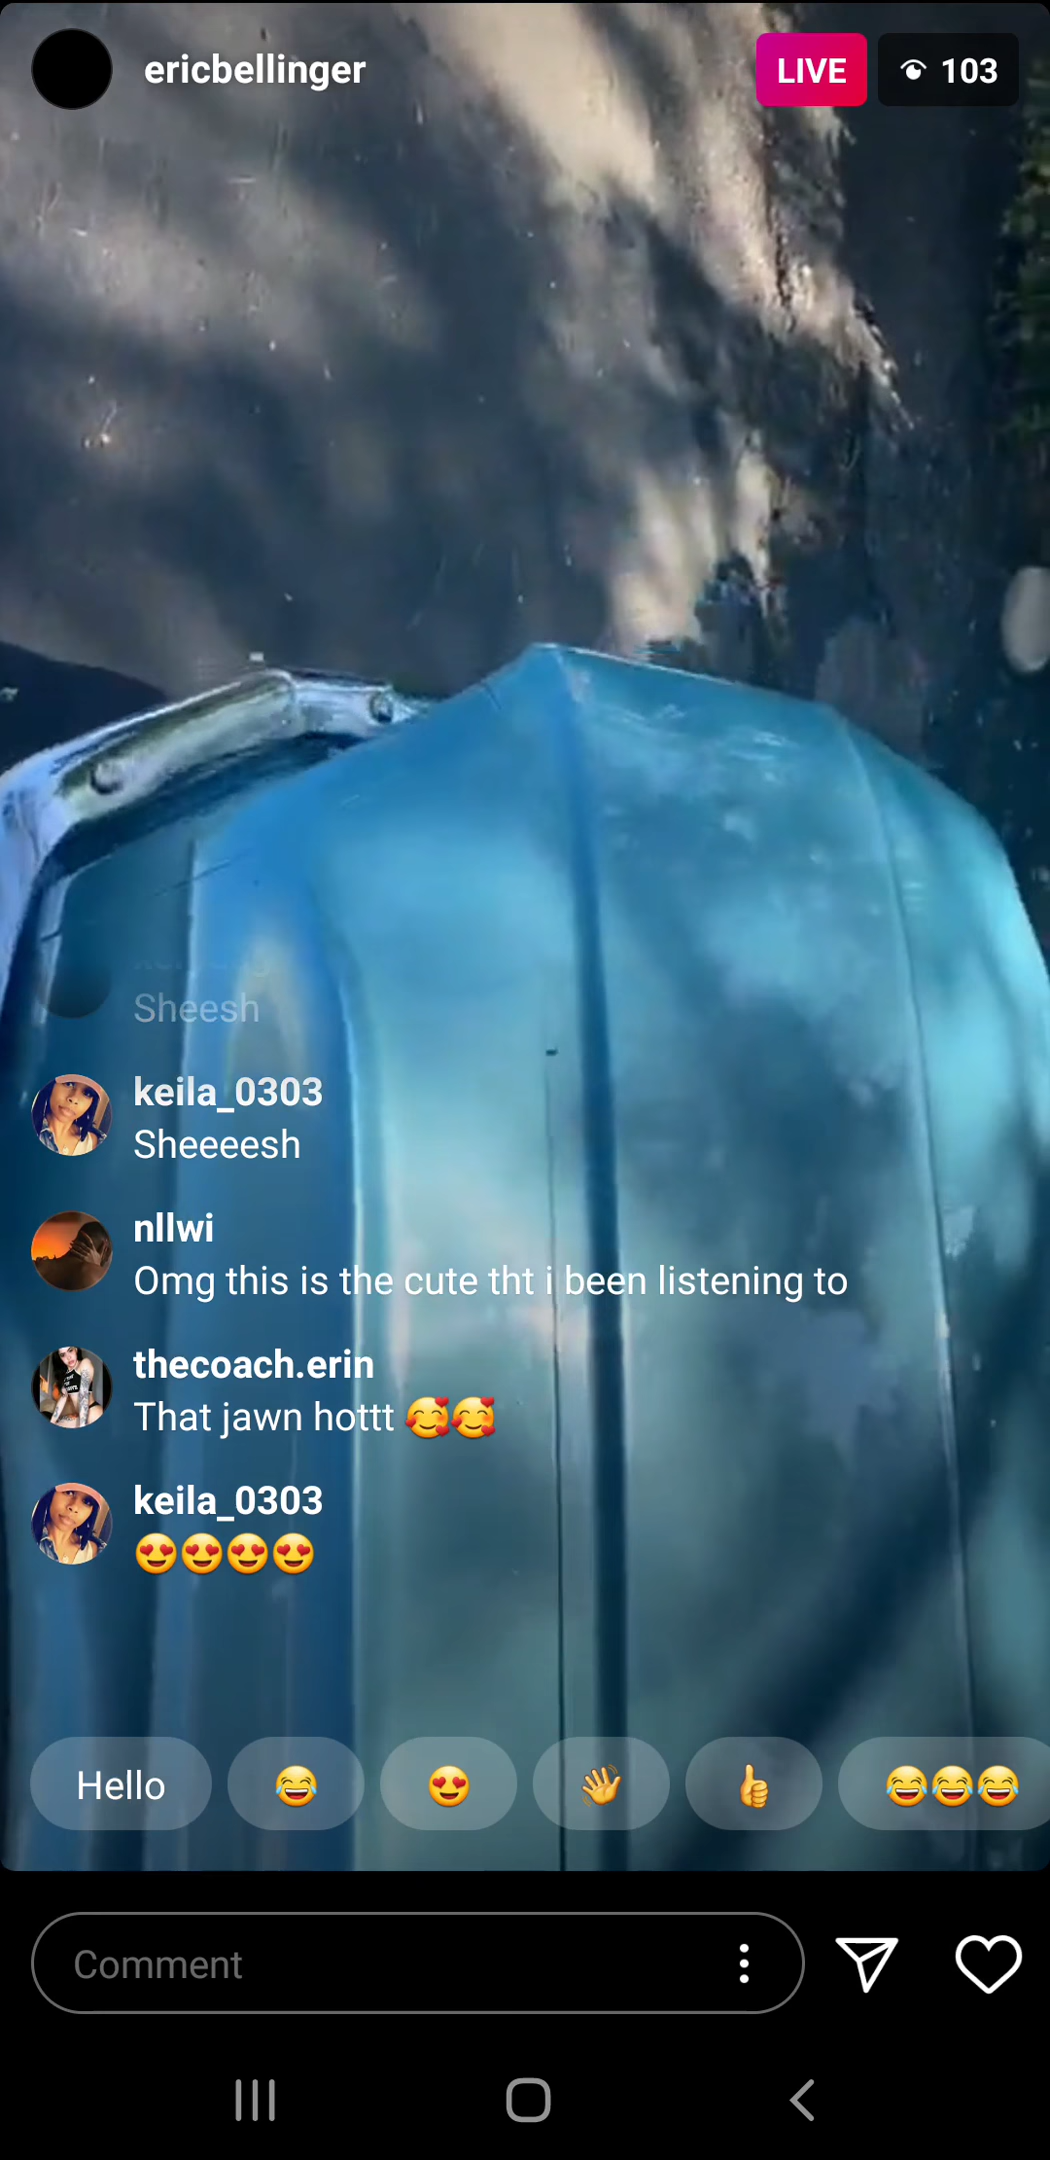 ericbellinger
LIVE
103
Sheesh
keila_0303
Sheeeesh
nllwi
Omg this is the cute tht i been listening to
thecoach.erin
That jawn hottt 🥰🥰
keila_0303
😍😍😍😍
Hello 😂 😍 👋 👍 😂😂😂
Comment